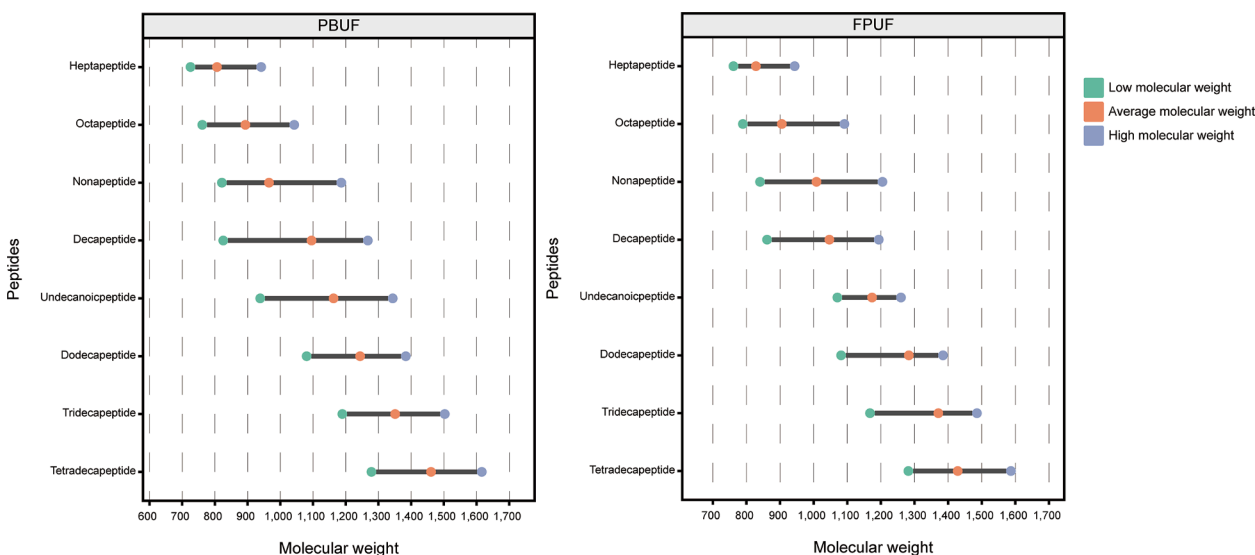 PBUF
Peptides
Heptapeptide
Octapeptide
Nonapeptide
Decapeptide
Undecanoicpeptide
Dodecapeptide
Tridecapeptide
Tetradecapeptide
600 700 800 900 1,000 1,100 1,200 1,300 1,400 1,500 1,600 1,700
Molecular weight
FPUF
Peptides
Heptapeptide
Octapeptide
Nonapeptide
Decapeptide
Undecanoicpeptide
Dodecapeptide
Tridecapeptide
Tetradecapeptide
700 800 900 1,000 1,100 1,200 1,300 1,400 1,500 1,600 1,700
Molecular weight
Low molecular weight
Average molecular weight
High molecular weight